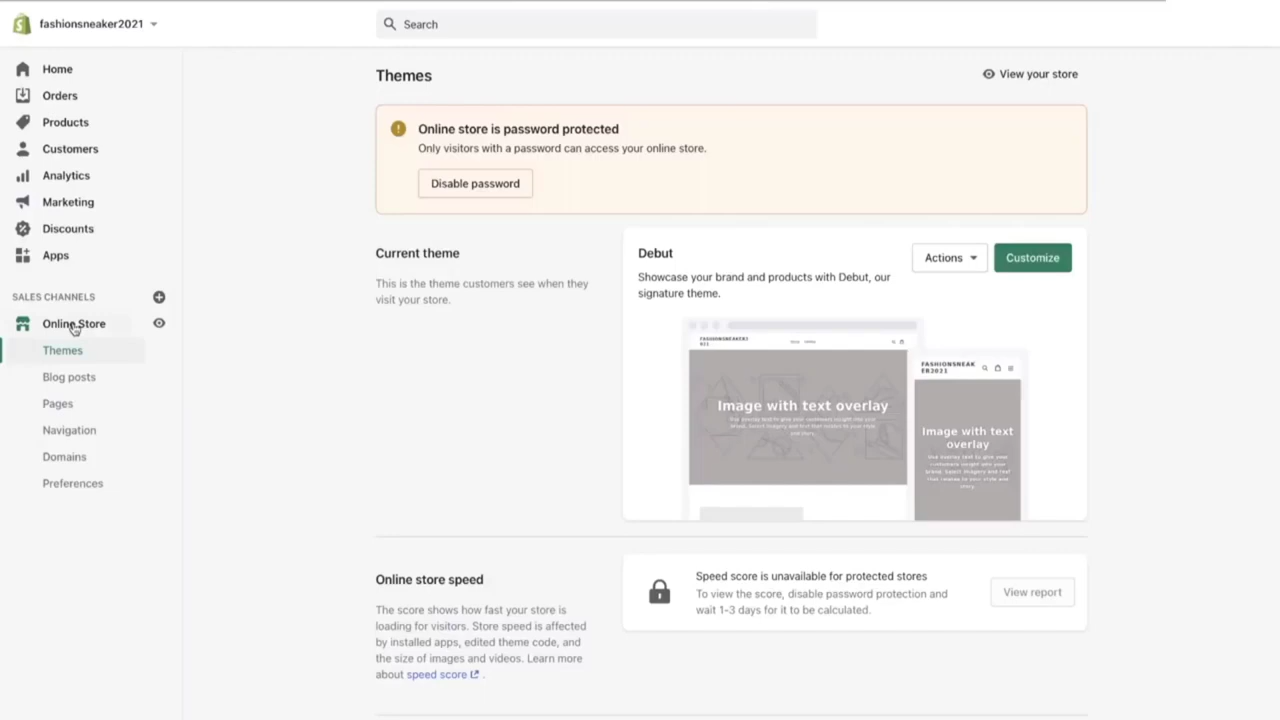 fashionsneaker2021
Search
Home
Orders
Products
Customers
Analytics
Marketing
Discounts
Apps
SALES CHANNELS
Online Store
Themes
Blog posts
Pages
Navigation
Domains
Preferences
Themes
View your store
Online store is password protected
Only visitors with a password can access your online store.
Disable password
Current theme
This is the theme customers see when they
visit your store.
Debut
Showcase your brand and products with Debut, our
signature theme.
Actions
Customize
FASHIONSNEAKER2
021
Image with text overlay
FASHIONSNEAK
ER2021
Image with text
overlay
Online store speed
The score shows how fast your store is
loading for visitors. Store speed is affected
by installed apps, edited theme code, and
the size of images and videos. Learn more
about speed score .
Speed score is unavailable for protected stores
To view the score, disable password protection and
wait 1-3 days for it to be calculated.
View report